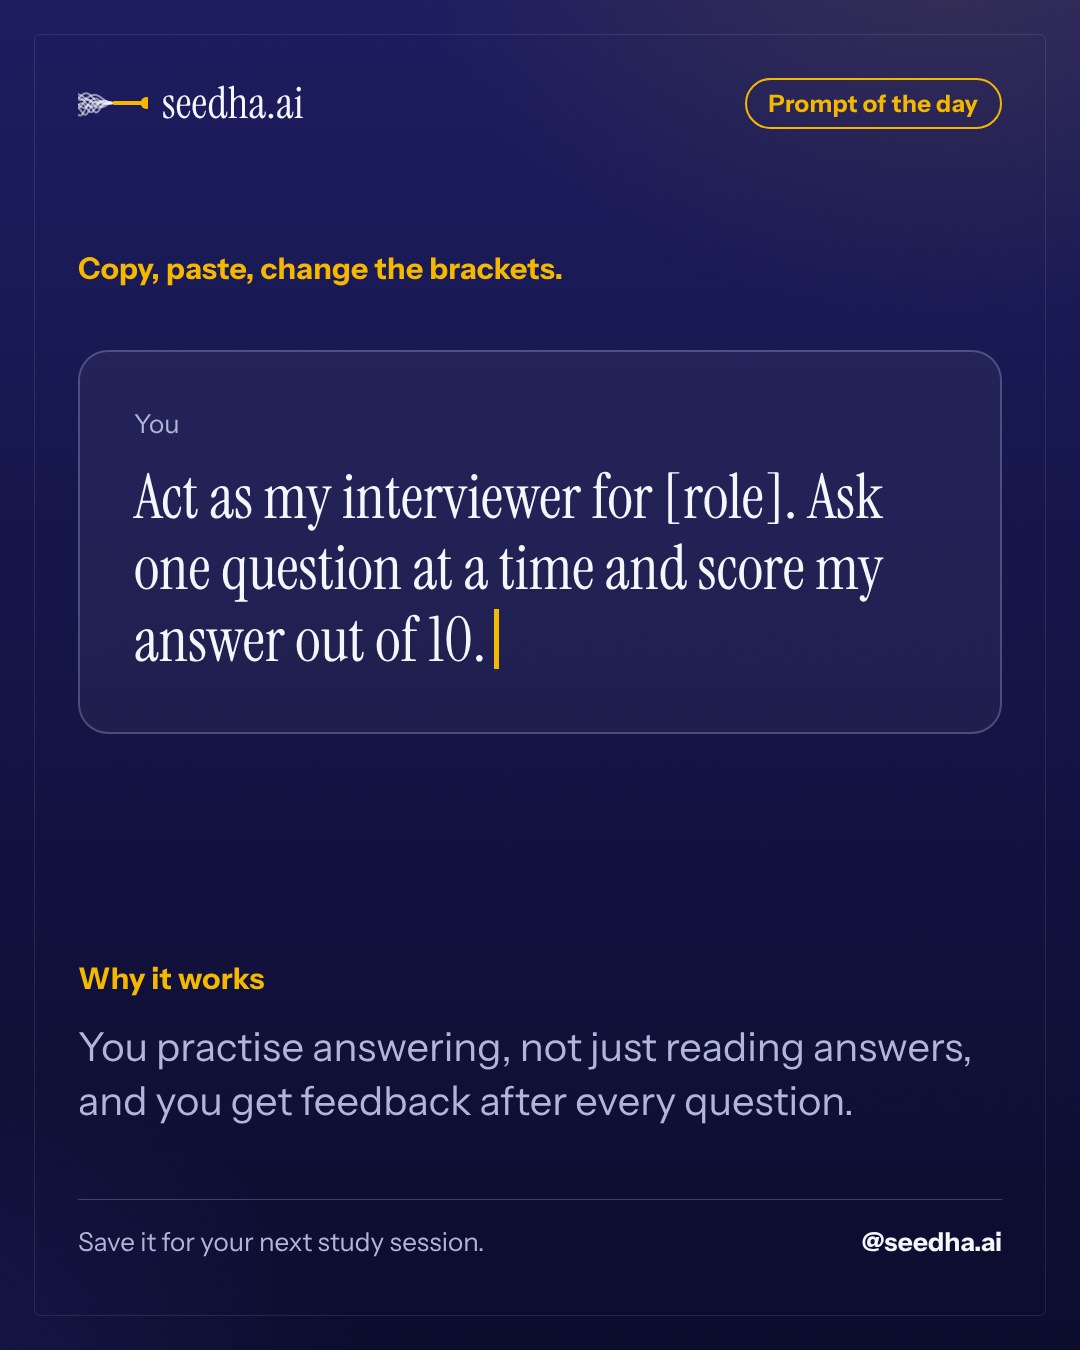 seedha.ai
Prompt of the day
Copy, paste, change the brackets.
You
Act as my interviewer for [role]. Ask
one question at a time and score my
answer out of 10.
Why it works
You practise answering, not just reading answers,
and you get feedback after every question.
Save it for your next study session.
@seedha.ai